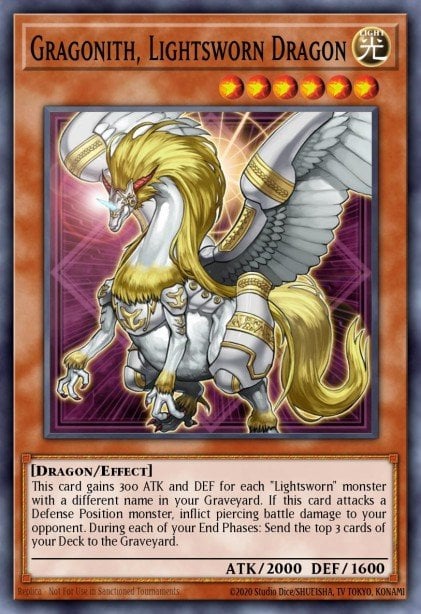 Gragonith, Lightsworn Dragon
LIGHT
光
[Dragon/Effect]
This card gains 300 ATK and DEF for each "Lightsworn" monster
with a different name in your Graveyard. If this card attacks a
Defense Position monster, inflict piercing battle damage to your
opponent. During each of your End Phases: Send the top 3 cards of
your Deck to the Graveyard.
ATK/2000 DEF/1600
Replica - Not For Use in Sanctioned Tournaments
©2020 Studio Dice/SHUEISHA, TV TOKYO, KONAMI